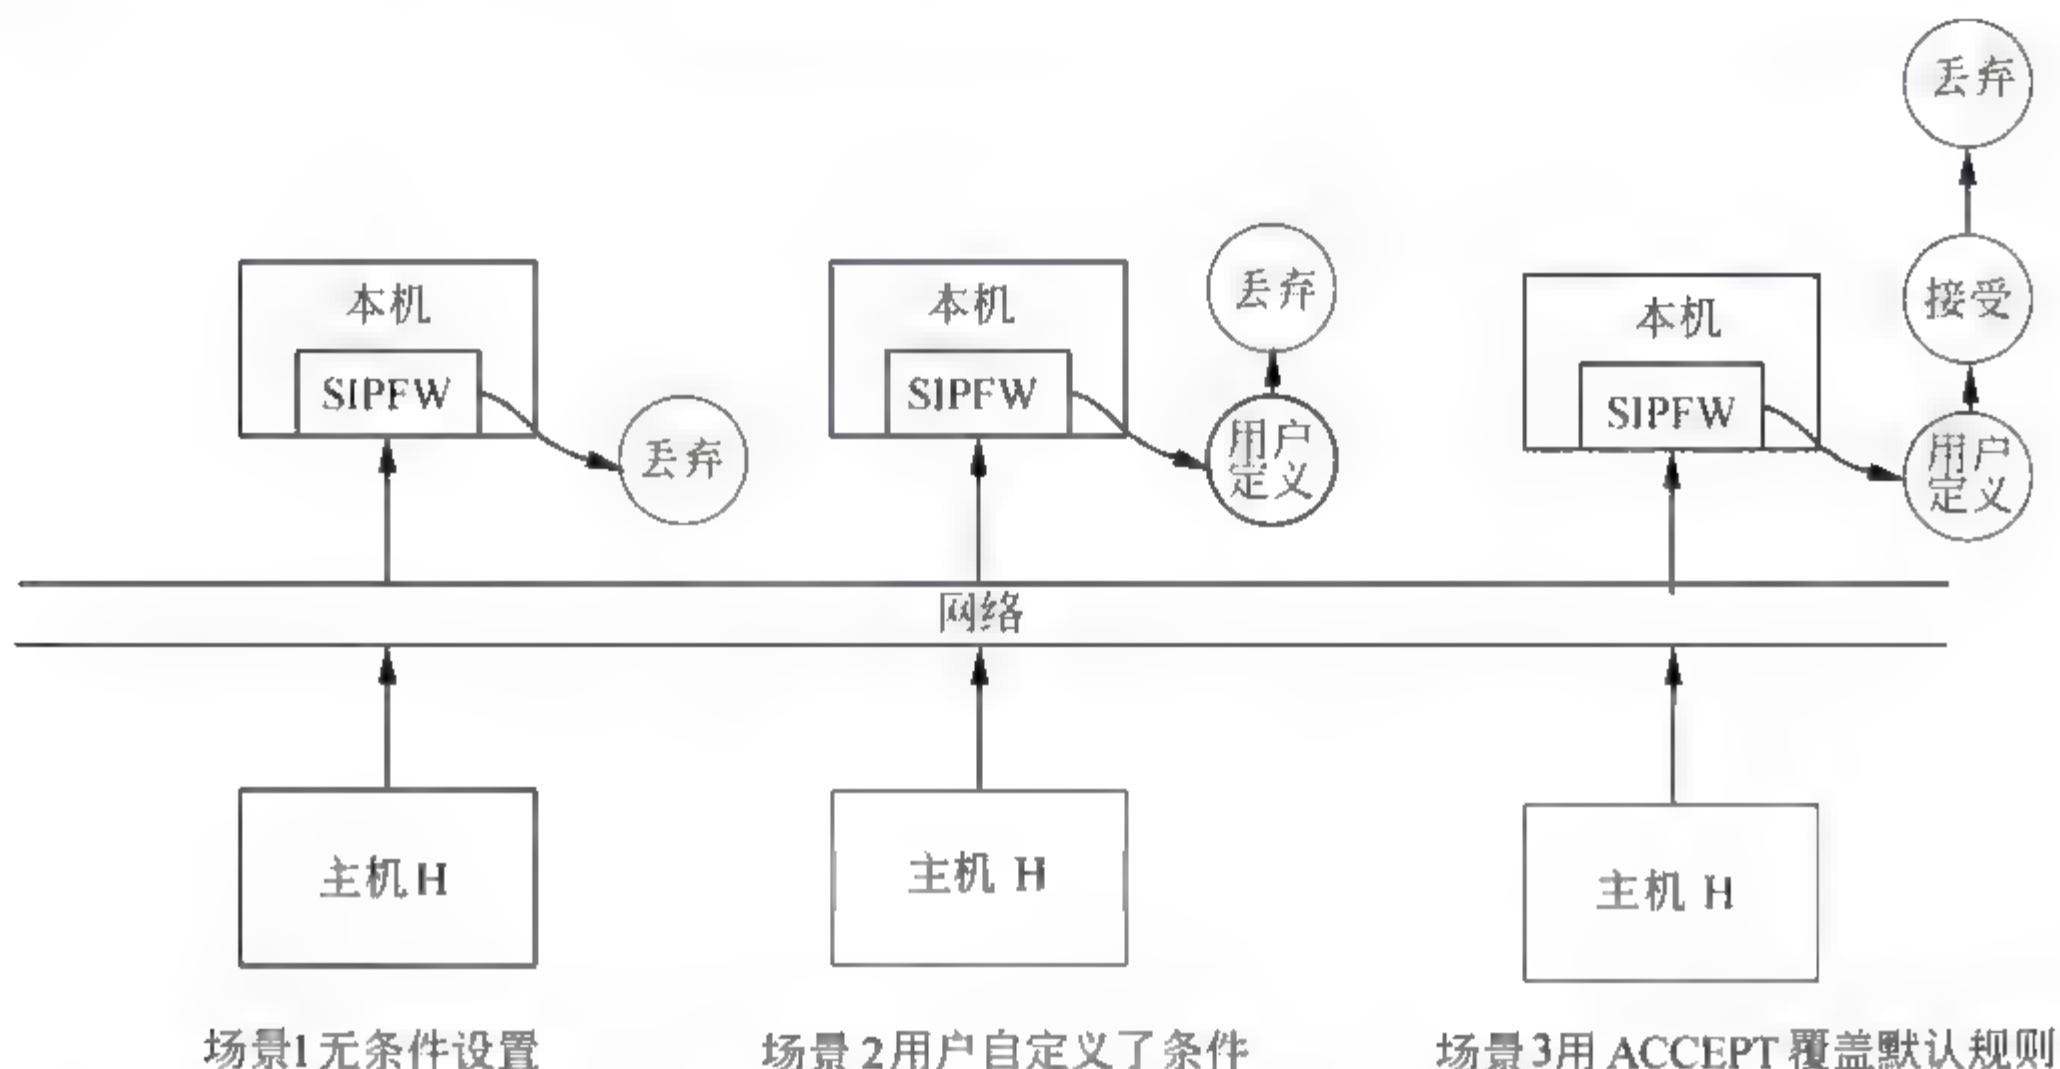 丢弃
丢弃
接受
本机
本机
本机
SIPFW
SIPFW
SIPFW
丢弃
用户
定义
用户
定义
网络
主机 H
主机 H
主机 H
场景1无条件设置
场景2用户自定义了条件
场景3用 ACCEPT 覆盖默认规则